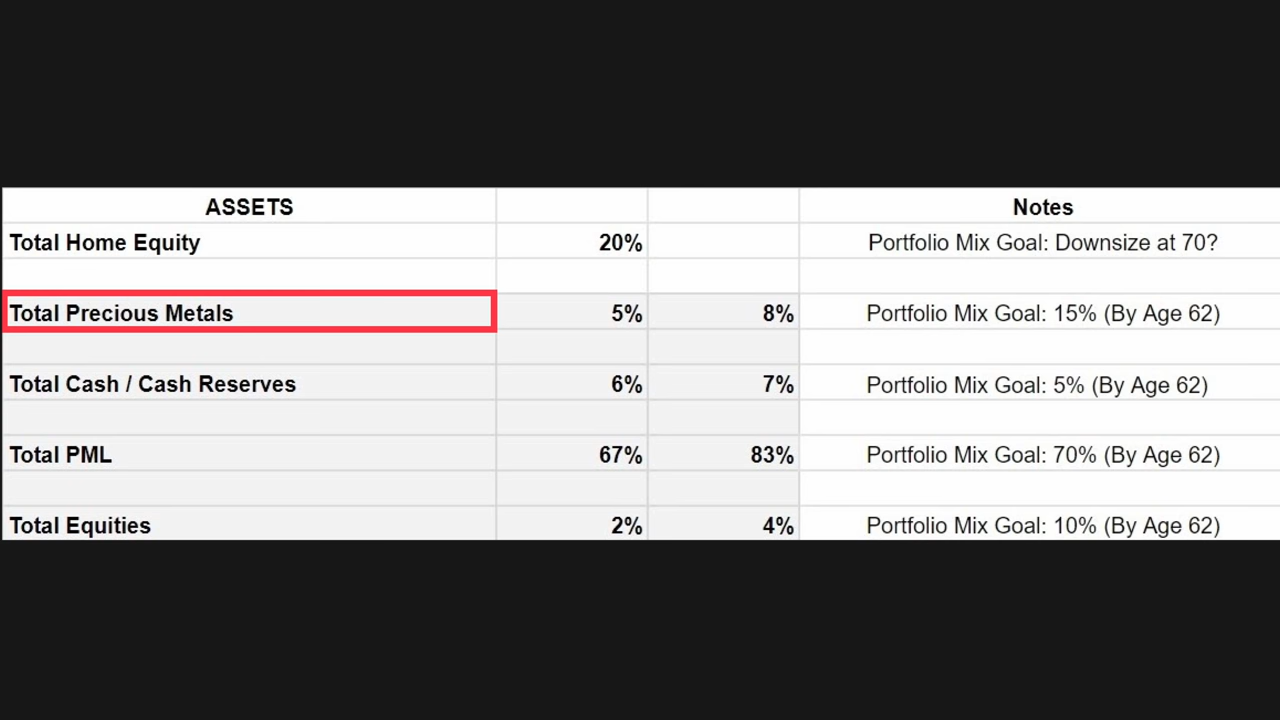 ASSETS Notes
Total Home Equity 20% Portfolio Mix Goal: Downsize at 70?
Total Precious Metals 5% 8% Portfolio Mix Goal: 15% (By Age 62)
Total Cash / Cash Reserves 6% 7% Portfolio Mix Goal: 5% (By Age 62)
Total PML 67% 83% Portfolio Mix Goal: 70% (By Age 62)
Total Equities 2% 4% Portfolio Mix Goal: 10% (By Age 62)